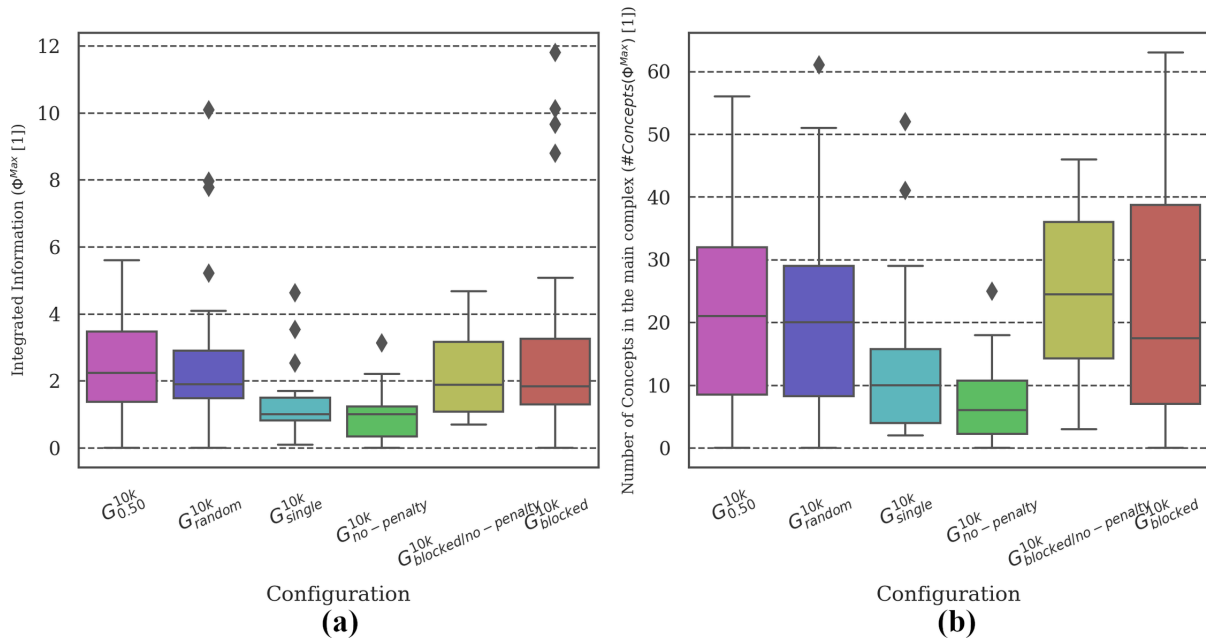 Integrated Information (Φ^Max [1])
12
10
8
6
4
2
0
G^10k_0.50
G^10k_random
G^10k_single
G^10k_no−penalty
G^10k_blocked/no−penalty
G^10k_blocked
Configuration
(a)
Number of Concepts in the main complex (#Concepts(Φ^Max) [1])
60
50
40
30
20
10
0
G^10k_0.50
G^10k_random
G^10k_single
G^10k_no−penalty
G^10k_blocked/no−penalty
G^10k_blocked
Configuration
(b)